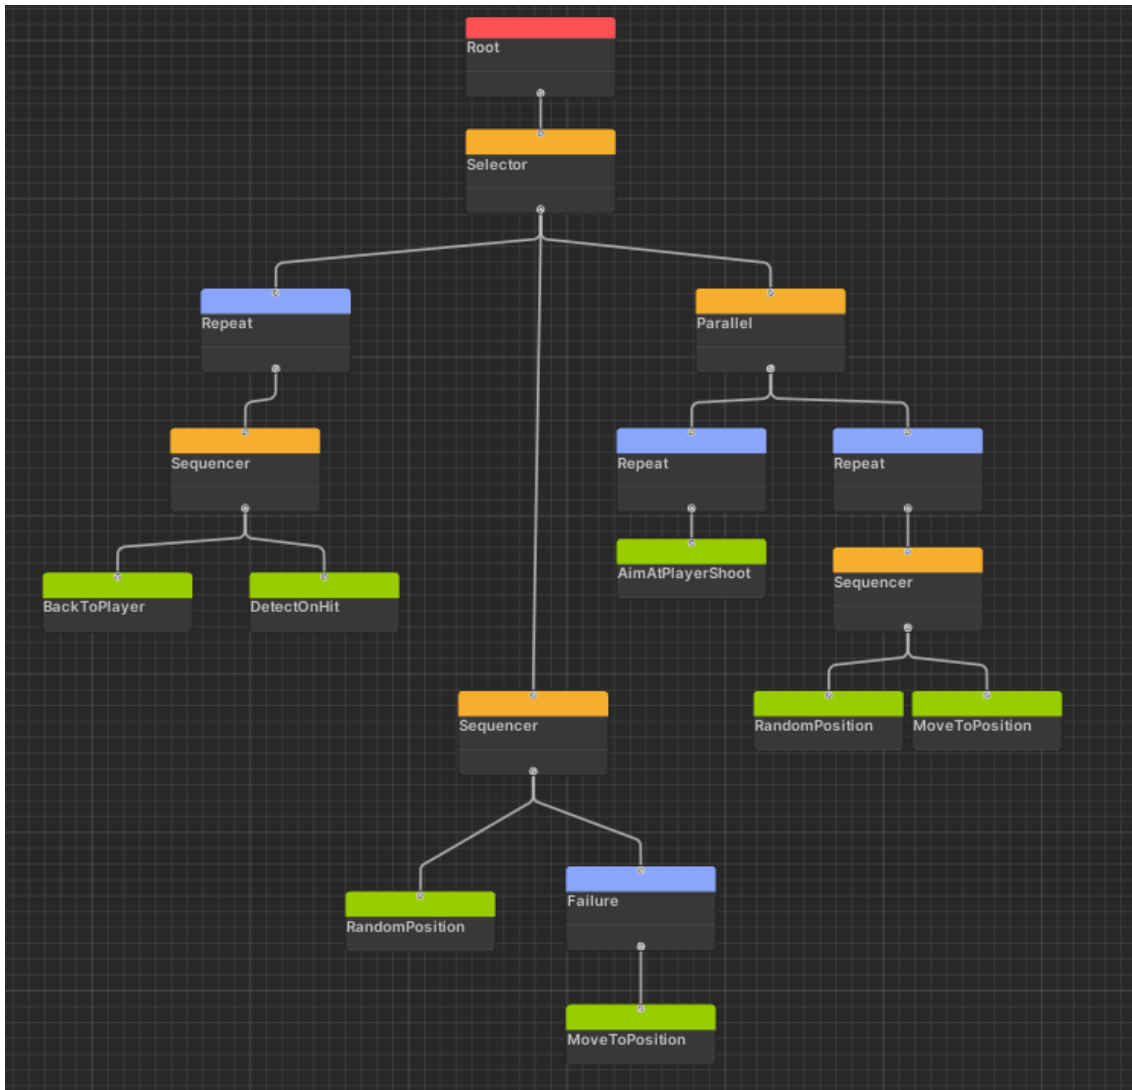 Root
Selector
Repeat
Parallel
Sequencer
Repeat
Repeat
BackToPlayer
DetectOnHit
AimAtPlayerShoot
Sequencer
Sequencer
RandomPosition
MoveToPosition
RandomPosition
Failure
MoveToPosition